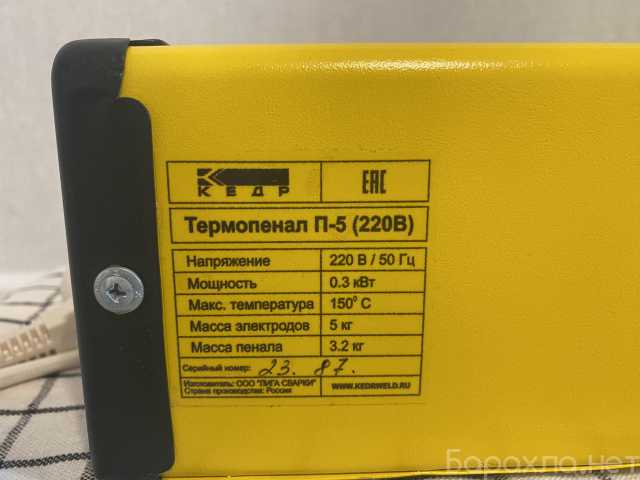 КЕДР
ЕАС
Термопенал П-5 (220В)
Напряжение 220 В / 50 Гц
Мощность 0.3 кВт
Макс. температура 150° С
Масса электродов 5 кг
Масса пенала 3.2 кг
Серийный номер: 23. 87.
Изготовитель: ООО "ЛИГА СВАРКИ"
Страна производства: Россия
WWW.KEDRWELD.RU
Барохла.нет